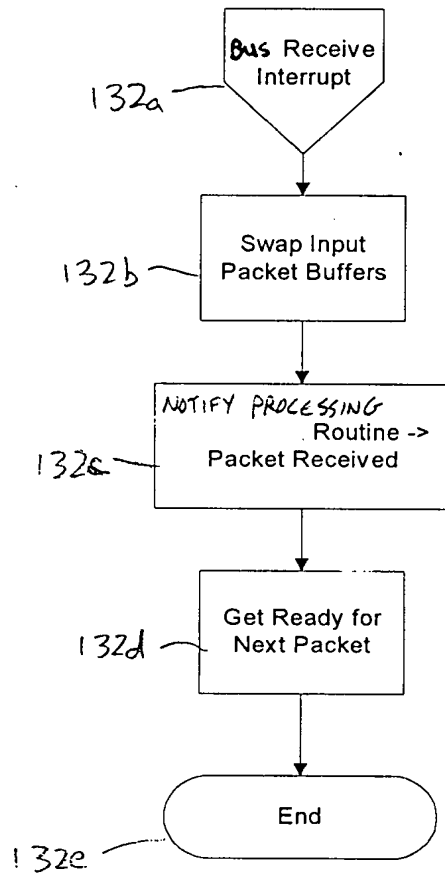 Bus Receive
Interrupt
132a
Swap Input
Packet Buffers
132b
NOTIFY PROCESSING
Routine ->
Packet Received
132c
Get Ready for
Next Packet
132d
End
132e